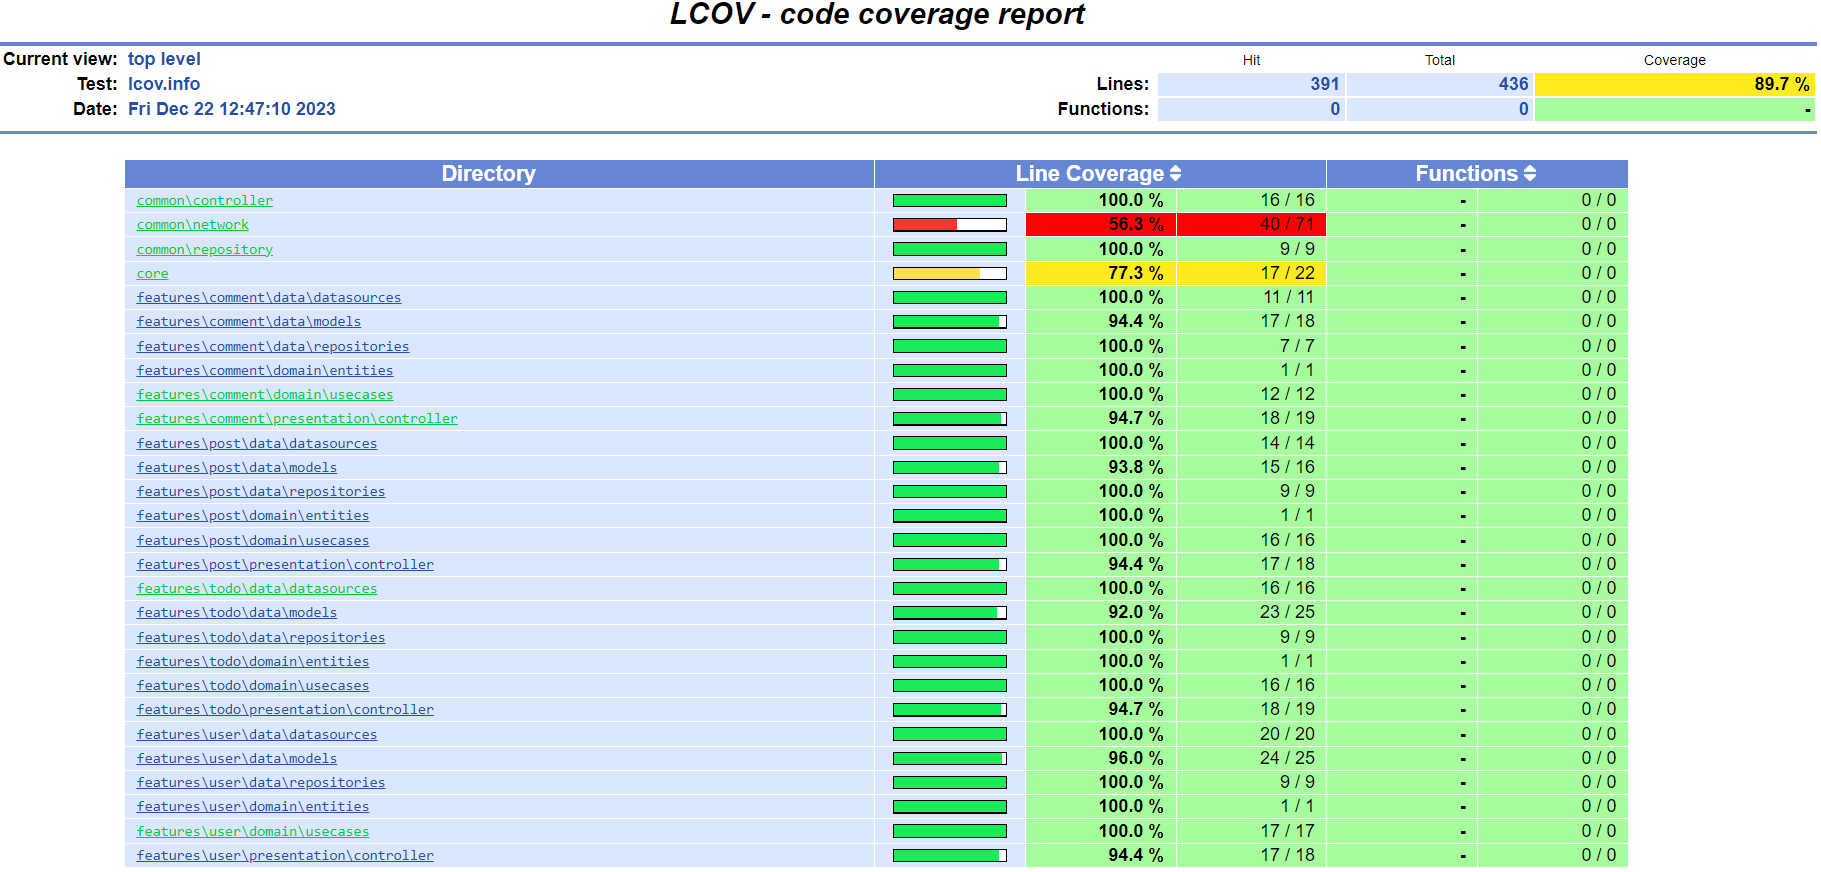 LCOV - code coverage report
Current view: top level
Hit Total Coverage
Test: lcov.info Lines: 391 436 89.7 %
Date: Fri Dec 22 12:47:10 2023 Functions: 0 0 -
Directory Line Coverage Functions
common\controller 100.0 % 16 / 16 - 0 / 0
common\network 56.3 % 40 / 71 - 0 / 0
common\repository 100.0 % 9 / 9 - 0 / 0
core 77.3 % 17 / 22 - 0 / 0
features\comment\data\datasources 100.0 % 11 / 11 - 0 / 0
features\comment\data\models 94.4 % 17 / 18 - 0 / 0
features\comment\data\repositories 100.0 % 7 / 7 - 0 / 0
features\comment\domain\entities 100.0 % 1 / 1 - 0 / 0
features\comment\domain\usecases 100.0 % 12 / 12 - 0 / 0
features\comment\presentation\controller 94.7 % 18 / 19 - 0 / 0
features\post\data\datasources 100.0 % 14 / 14 - 0 / 0
features\post\data\models 93.8 % 15 / 16 - 0 / 0
features\post\data\repositories 100.0 % 9 / 9 - 0 / 0
features\post\domain\entities 100.0 % 1 / 1 - 0 / 0
features\post\domain\usecases 100.0 % 16 / 16 - 0 / 0
features\post\presentation\controller 94.4 % 17 / 18 - 0 / 0
features\todo\data\datasources 100.0 % 16 / 16 - 0 / 0
features\todo\data\models 92.0 % 23 / 25 - 0 / 0
features\todo\data\repositories 100.0 % 9 / 9 - 0 / 0
features\todo\domain\entities 100.0 % 1 / 1 - 0 / 0
features\todo\domain\usecases 100.0 % 16 / 16 - 0 / 0
features\todo\presentation\controller 94.7 % 18 / 19 - 0 / 0
features\user\data\datasources 100.0 % 20 / 20 - 0 / 0
features\user\data\models 96.0 % 24 / 25 - 0 / 0
features\user\data\repositories 100.0 % 9 / 9 - 0 / 0
features\user\domain\entities 100.0 % 1 / 1 - 0 / 0
features\user\domain\usecases 100.0 % 17 / 17 - 0 / 0
features\user\presentation\controller 94.4 % 17 / 18 - 0 / 0